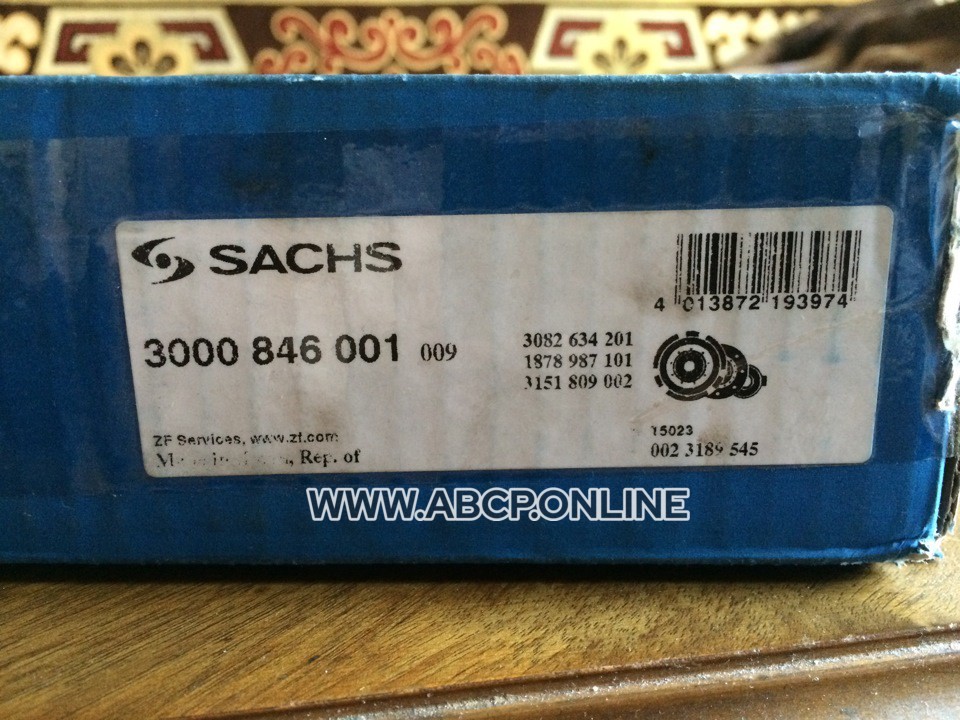 SACHS
4 013872 193974
3000 846 001 009
3082 634 201
1878 987 101
3151 809 002
ZF Services, www.zf.com
15023
Rep. of
002 3189 545
WWW.ABCP.ONLINE